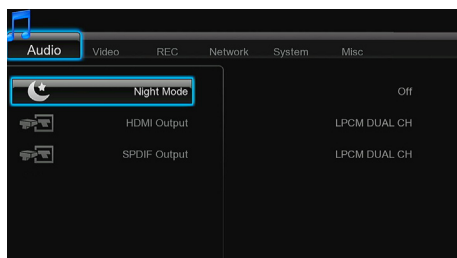 Audio Video REC Network System Misc
Night Mode Off
HDMI Output LPCM DUAL CH
SPDIF Output LPCM DUAL CH